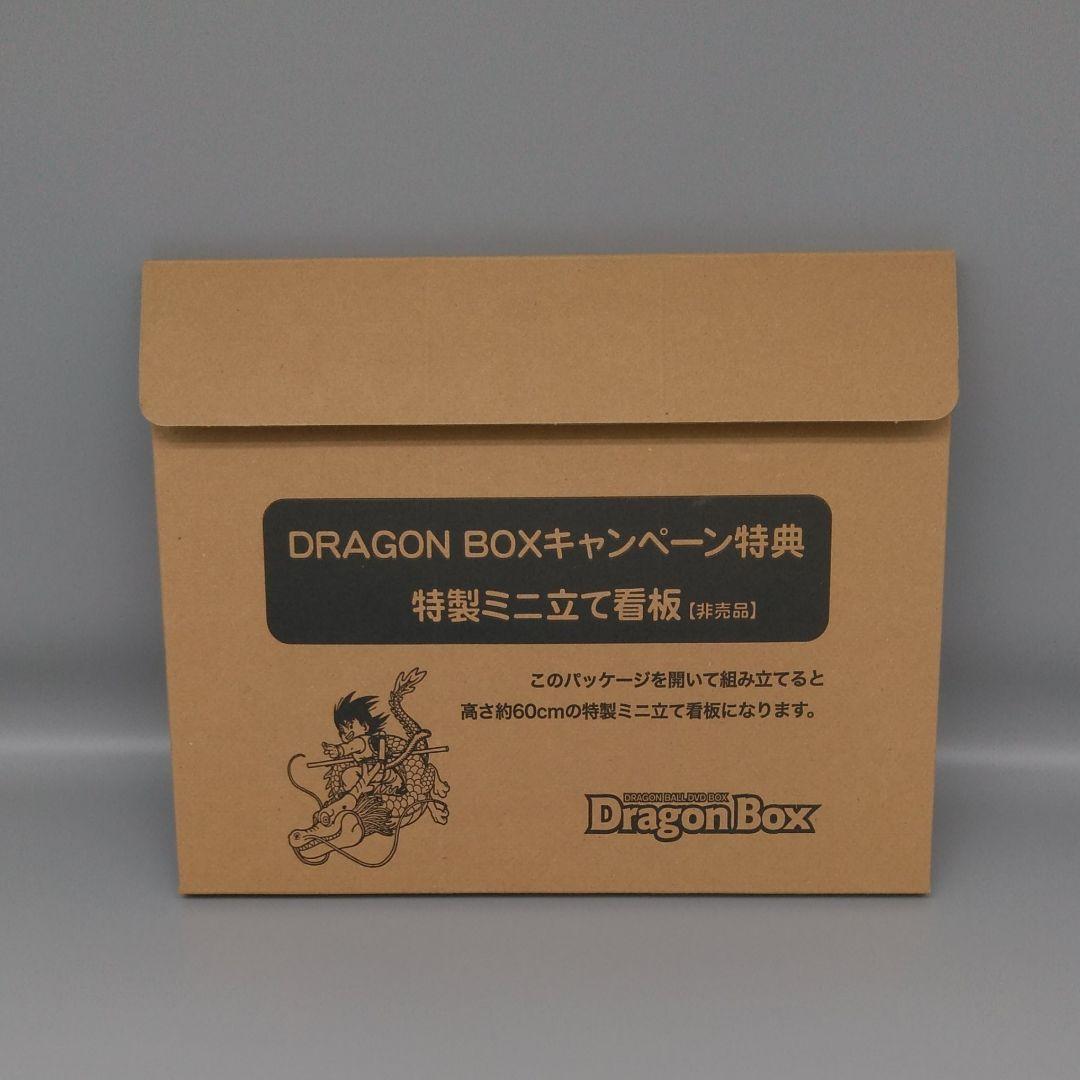 DRAGON BOXキャンペーン特典
特製ミニ立て看板【非売品】
このパッケージを開いて組み立てると
高さ約60cmの特製ミニ立て看板になります。
DRAGON BALL DVD BOX
Dragon Box